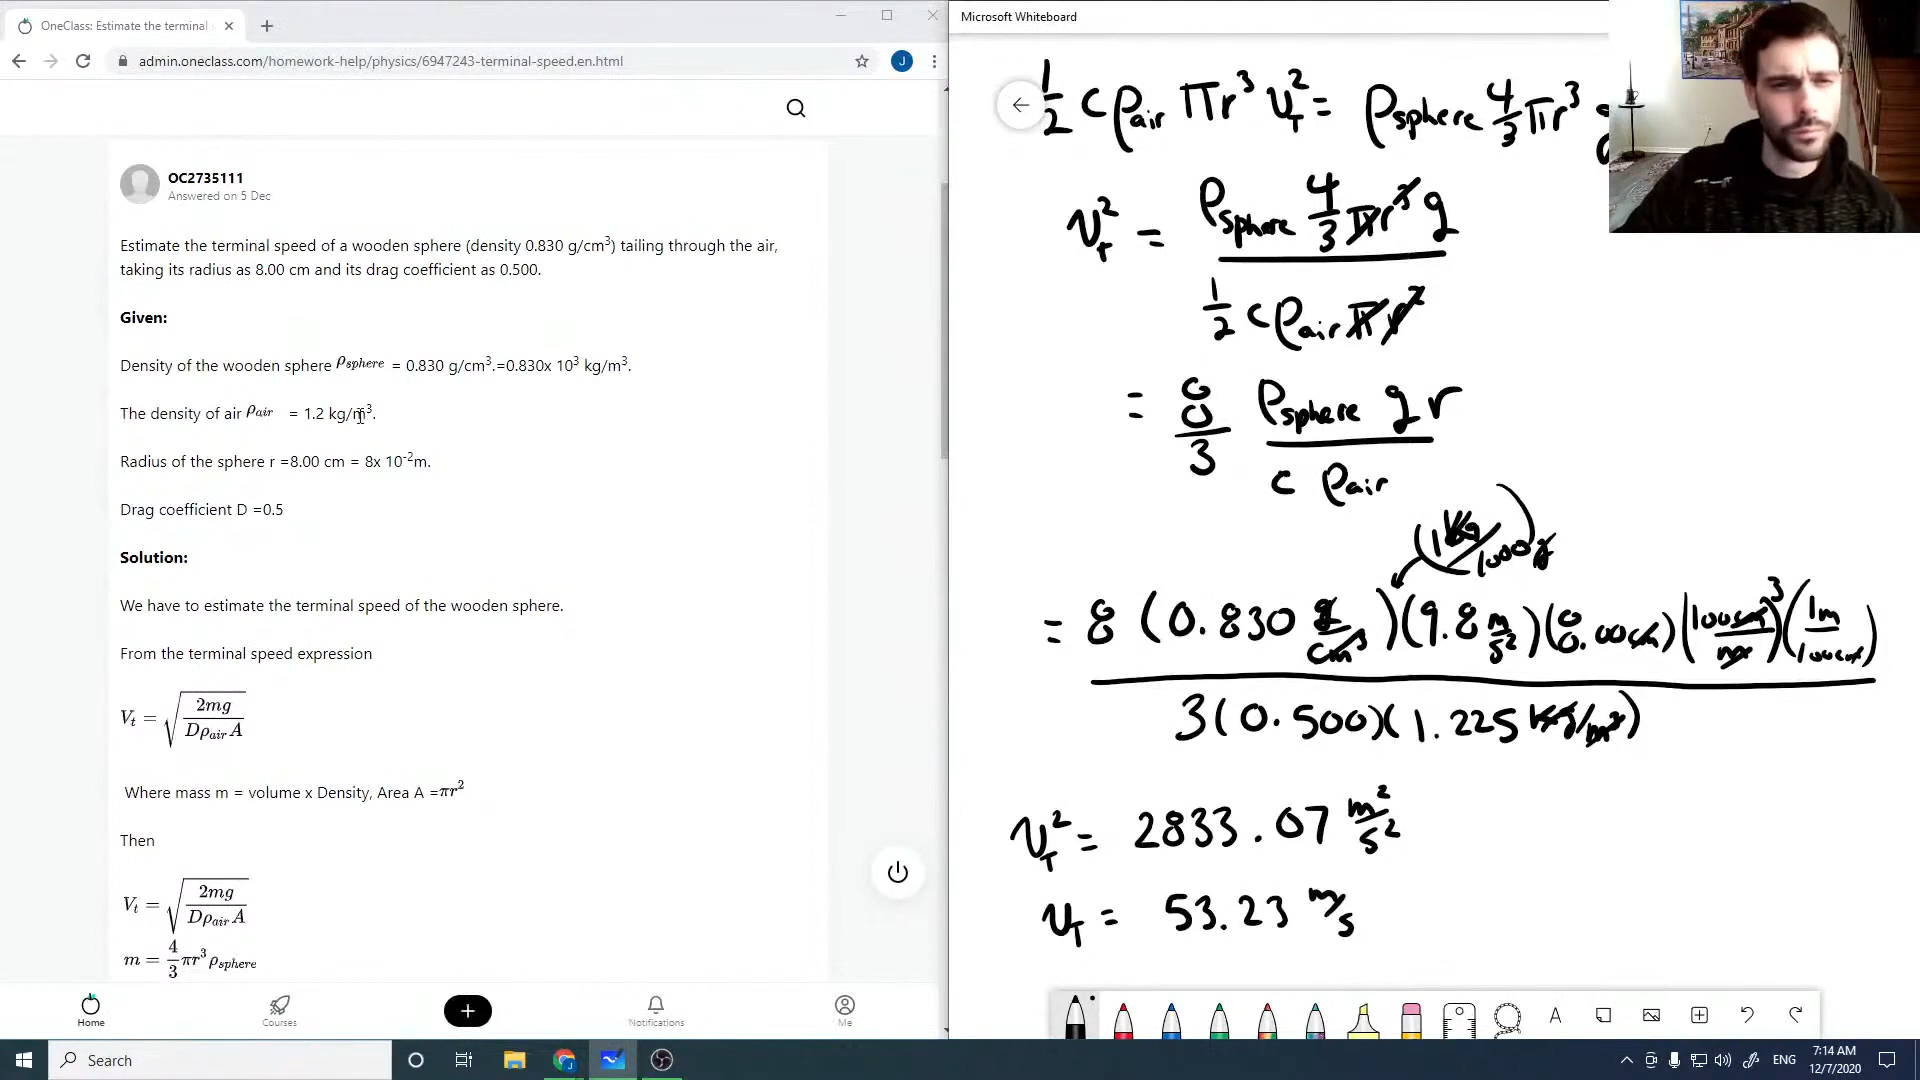 OneClass: Estimate the terminal
admin.oneclass.com/homework-help/physics/6947243-terminal-speed.en.html
J
OC2735111
Answered on 5 Dec
Estimate the terminal speed of a wooden sphere (density 0.830 g/cm³) tailing through the air,
taking its radius as 8.00 cm and its drag coefficient as 0.500.
Given:
Density of the wooden sphere ρsphere = 0.830 g/cm³.=0.830x 10³ kg/m³.
The density of air ρair = 1.2 kg/m³.
Radius of the sphere r =8.00 cm = 8x 10⁻²m.
Drag coefficient D =0.5
Solution:
We have to estimate the terminal speed of the wooden sphere.
From the terminal speed expression
Vt = √(2mg / DρairA)
Where mass m = volume x Density, Area A =πr²
Then
Vt = √(2mg / DρairA)
m = 4/3 πr³ρsphere
Home
Courses
Notifications
Me
Microsoft Whiteboard
1/2 C ρair πr³ v_T² = ρsphere 4/3 πr³
v_T² = ρsphere 4/3 πr³ g / 1/2 C ρair πr²
= 8/3 ρsphere g r / C ρair
(1kg/1000g)
= 8 (0.830 g/cm³)(9.8 m/s²)(8.00cm)(100cm/m)³(1m/100cm)
3(0.500)(1.225 kg/m³)
v_T² = 2833.07 m²/s²
v_T = 53.23 m/s
A
Search
ENG
7:14 AM
12/7/2020